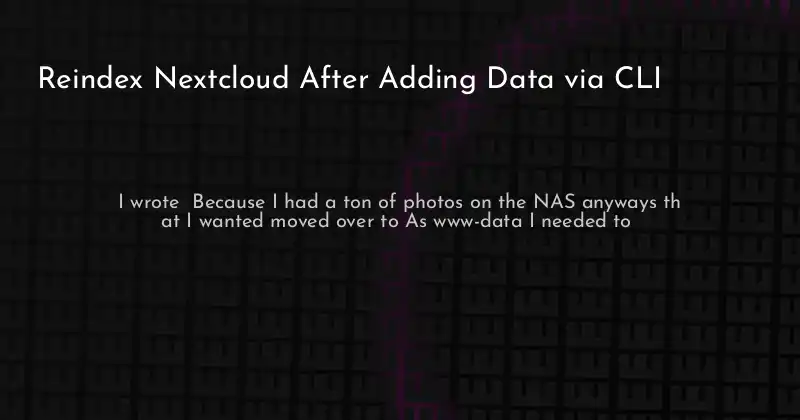 Reindex Nextcloud After Adding Data via CLI
I wrote  Because I had a ton of photos on the NAS anyways th
at I wanted moved over to As www-data I needed to